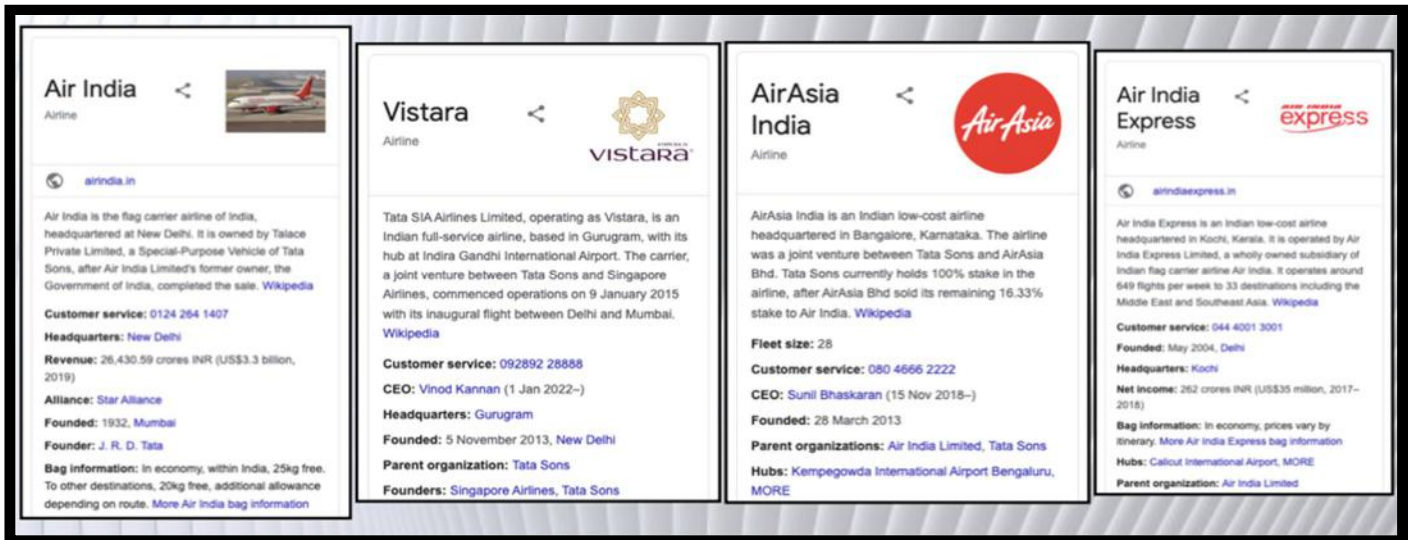 Air India
Airline
airindia.in
Air India is the flag carrier airline of India,
headquartered at New Delhi. It is owned by Talace
Private Limited, a Special-Purpose Vehicle of Tata
Sons, after Air India Limited's former owner, the
Government of India, completed the sale. Wikipedia
Customer service: 0124 264 1407
Headquarters: New Delhi
Revenue: 26,430.59 crores INR (US$3.3 billion,
2019)
Alliance: Star Alliance
Founded: 1932, Mumbai
Founder: J. R. D. Tata
Bag information: In economy, within India, 25kg free.
To other destinations, 20kg free, additional allowance
depending on route. More Air India bag information
Vistara
Airline
VISTARA
Tata SIA Airlines Limited, operating as Vistara, is an
Indian full-service airline, based in Gurugram, with its
hub at Indira Gandhi International Airport. The carrier,
a joint venture between Tata Sons and Singapore
Airlines, commenced operations on 9 January 2015
with its inaugural flight between Delhi and Mumbai.
Wikipedia
Customer service: 092892 28888
CEO: Vinod Kannan (1 Jan 2022–)
Headquarters: Gurugram
Founded: 5 November 2013, New Delhi
Parent organization: Tata Sons
Founders: Singapore Airlines, Tata Sons
AirAsia
India
Airline
AirAsia
AirAsia India is an Indian low-cost airline
headquartered in Bangalore, Karnataka. The airline
was a joint venture between Tata Sons and AirAsia
Bhd. Tata Sons currently holds 100% stake in the
airline, after AirAsia Bhd sold its remaining 16.33%
stake to Air India. Wikipedia
Fleet size: 28
Customer service: 080 4666 2222
CEO: Sunil Bhaskaran (15 Nov 2018–)
Founded: 28 March 2013
Parent organizations: Air India Limited, Tata Sons
Hubs: Kempegowda International Airport Bengaluru,
MORE
Air India
Express
Airline
AIR INDIA
express
airindiaexpress.in
Air India Express is an Indian low-cost airline
headquartered in Kochi, Kerala. It is operated by Air
India Express Limited, a wholly owned subsidiary of
Indian flag carrier airline Air India. It operates around
649 flights per week to 33 destinations including the
Middle East and Southeast Asia. Wikipedia
Customer service: 044 4001 3001
Founded: May 2004, Delhi
Headquarters: Kochi
Net income: 262 crores INR (US$35 million, 2017–
2018)
Bag information: In economy, prices vary by
itinerary. More Air India Express bag information
Hubs: Calicut International Airport, MORE
Parent organization: Air India Limited